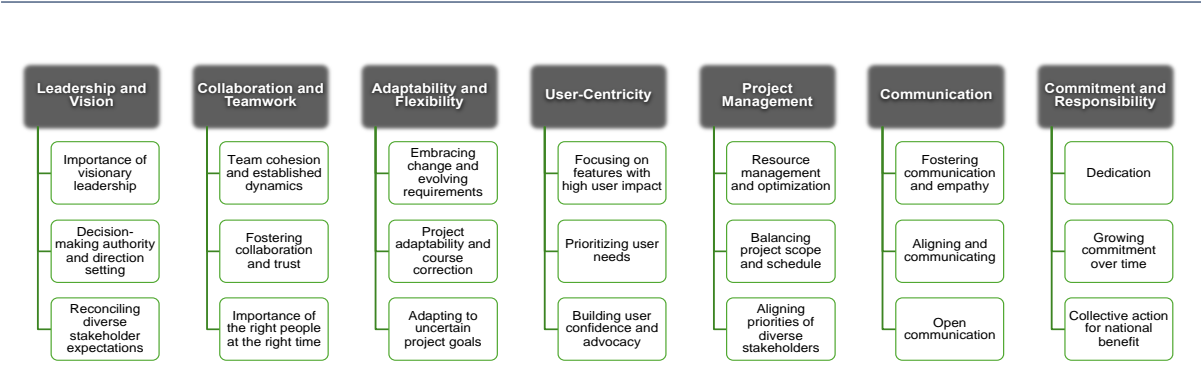 Leadership and
Vision
Importance of
visionary
leadership
Decision-
making authority
and direction
setting
Reconciling
diverse
stakeholder
expectations
Collaboration and
Teamwork
Team cohesion
and established
dynamics
Fostering
collaboration
and trust
Importance of
the right people
at the right time
Adaptability and
Flexibility
Embracing
change and
evolving
requirements
Project
adaptability and
course
correction
Adapting to
uncertain
project goals
User-Centricity
Focusing on
features with
high user impact
Prioritizing user
needs
Building user
confidence and
advocacy
Project
Management
Resource
management
and optimization
Balancing
project scope
and schedule
Aligning
priorities of
diverse
stakeholders
Communication
Fostering
communication
and empathy
Aligning and
communicating
Open
communication
Commitment and
Responsibility
Dedication
Growing
commitment
over time
Collective action
for national
benefit